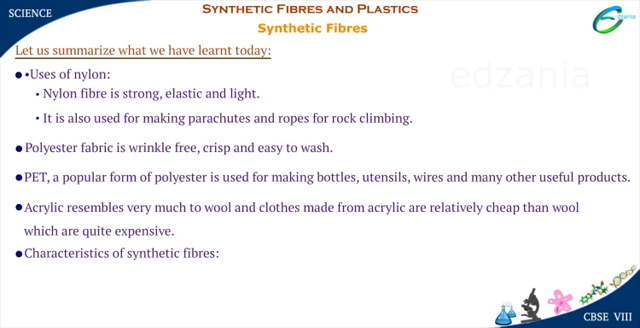 SCIENCE
SYNTHETIC FIBRES AND PLASTICS
Synthetic Fibres
edzania
Let us summarize what we have learnt today:
●•Uses of nylon:
• Nylon fibre is strong, elastic and light.
• It is also used for making parachutes and ropes for rock climbing.
●Polyester fabric is wrinkle free, crisp and easy to wash.
●PET, a popular form of polyester is used for making bottles, utensils, wires and many other useful products.
●Acrylic resembles very much to wool and clothes made from acrylic are relatively cheap than wool
which are quite expensive.
●Characteristics of synthetic fibres:
edzania
CBSE VIII